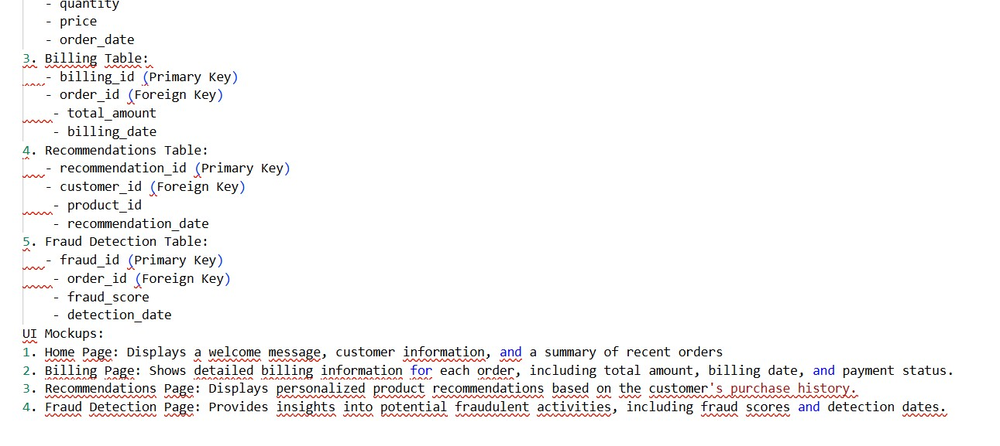 - quantity
- price
- order_date
3. Billing Table:
- billing_id (Primary Key)
- order_id (Foreign Key)
- total_amount
- billing_date
4. Recommendations Table:
- recommendation_id (Primary Key)
- customer_id (Foreign Key)
- product_id
- recommendation_date
5. Fraud Detection Table:
- fraud_id (Primary Key)
- order_id (Foreign Key)
- fraud_score
- detection_date
UI Mockups:
1. Home Page: Displays a welcome message, customer information, and a summary of recent orders
2. Billing Page: Shows detailed billing information for each order, including total amount, billing date, and payment status.
3. Recommendations Page: Displays personalized product recommendations based on the customer's purchase history.
4. Fraud Detection Page: Provides insights into potential fraudulent activities, including fraud scores and detection dates.